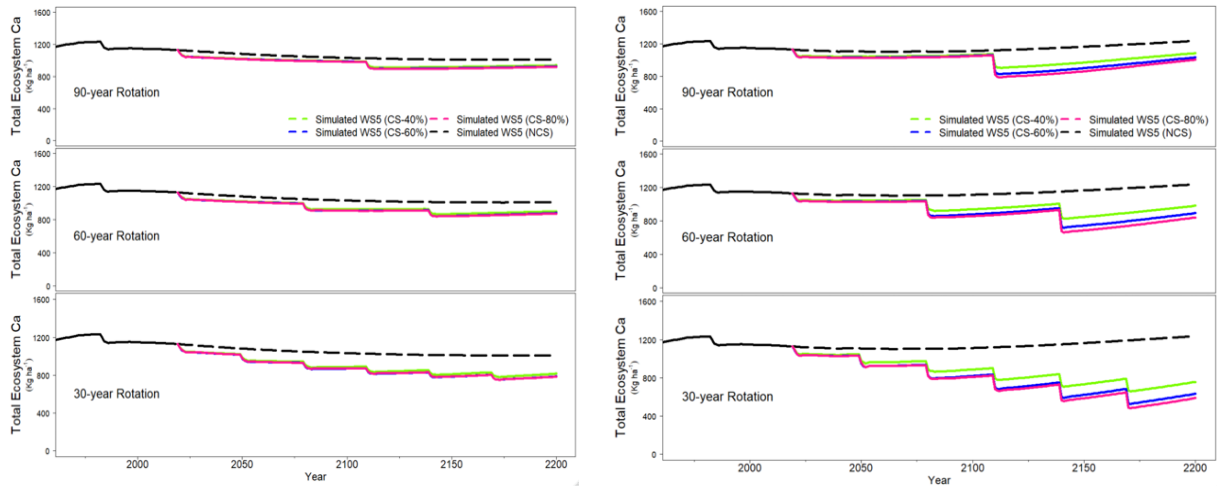 1600
1200
800
400
0
Total Ecosystem Ca
(Kg ha⁻¹)
90-year Rotation
Simulated WS5 (CS-40%)
Simulated WS5 (CS-80%)
Simulated WS5 (CS-60%)
Simulated WS5 (NCS)
1600
1200
800
400
0
Total Ecosystem Ca
(Kg ha⁻¹)
60-year Rotation
1600
1200
800
400
0
Total Ecosystem Ca
(Kg ha⁻¹)
30-year Rotation
2000
2050
2100
2150
2200
Year
1600
1200
800
400
0
Total Ecosystem Ca
(Kg ha⁻¹)
90-year Rotation
Simulated WS5 (CS-40%)
Simulated WS5 (CS-80%)
Simulated WS5 (CS-60%)
Simulated WS5 (NCS)
1600
1200
800
400
0
Total Ecosystem Ca
(Kg ha⁻¹)
60-year Rotation
1600
1200
800
400
0
Total Ecosystem Ca
(Kg ha⁻¹)
30-year Rotation
2000
2050
2100
2150
2200
Year